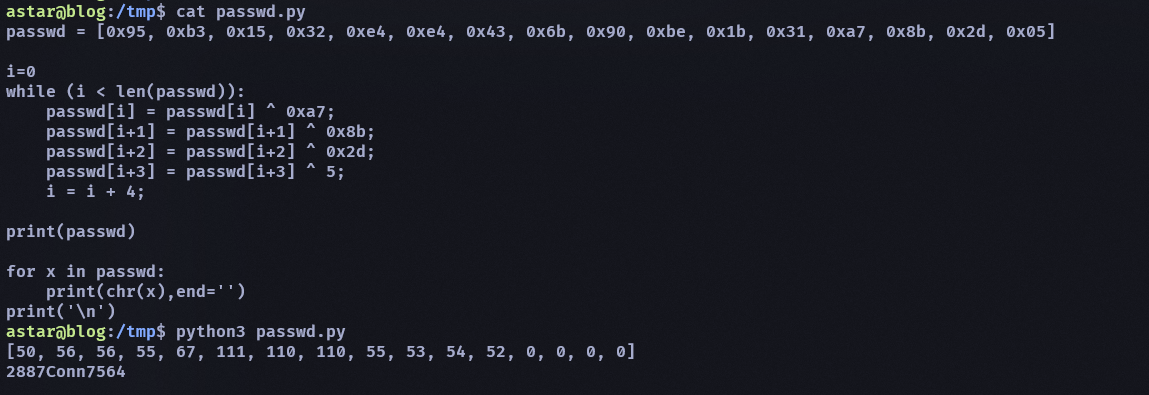 astar@blog:/tmp$ cat passwd.py
passwd = [0x95, 0xb3, 0x15, 0x32, 0xe4, 0xe4, 0x43, 0x6b, 0x90, 0xbe, 0x1b, 0x31, 0xa7, 0x8b, 0x2d, 0x05]

i=0
while (i < len(passwd)):
    passwd[i] = passwd[i] ^ 0xa7;
    passwd[i+1] = passwd[i+1] ^ 0x8b;
    passwd[i+2] = passwd[i+2] ^ 0x2d;
    passwd[i+3] = passwd[i+3] ^ 5;
    i = i + 4;

print(passwd)

for x in passwd:
    print(chr(x),end='')
print('\n')
astar@blog:/tmp$ python3 passwd.py
[50, 56, 56, 55, 67, 111, 110, 110, 55, 53, 54, 52, 0, 0, 0, 0]
2887Conn7564